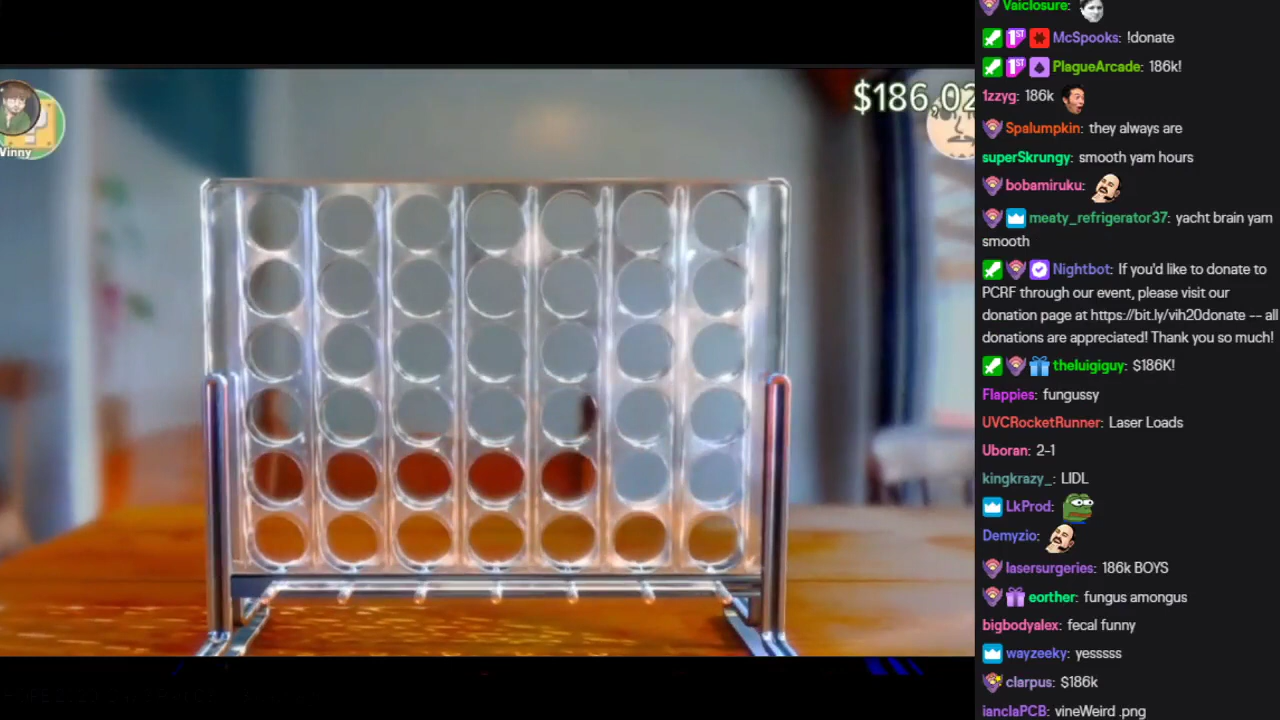 Vaiclosure:
McSpooks: !donate
$186,02
PlagueArcade: 186k!
1zzyg: 186k
Spalumpkin: they always are
Vinny
superSkrungy: smooth yam hours
bobamiruku:
meaty_refrigerator37: yacht brain yam
smooth
Nightbot: If you'd like to donate to
PCRF through our event, please visit our
donation page at https://bit.ly/vih20donate -- all
donations are appreciated! Thank you so much!
theluigiguy: $186K!
Flappies: fungussy
UVCRocketRunner: Laser Loads
Uboran: 2-1
kingkrazy_: LIDL
LkProd:
Demyzio:
lasersurgeries: 186k BOYS
eorther: fungus amongus
bigbodyalex: fecal funny
wayzeeky: yesssss
clarpus: $186k
ianclaPCB: vineWeird .png